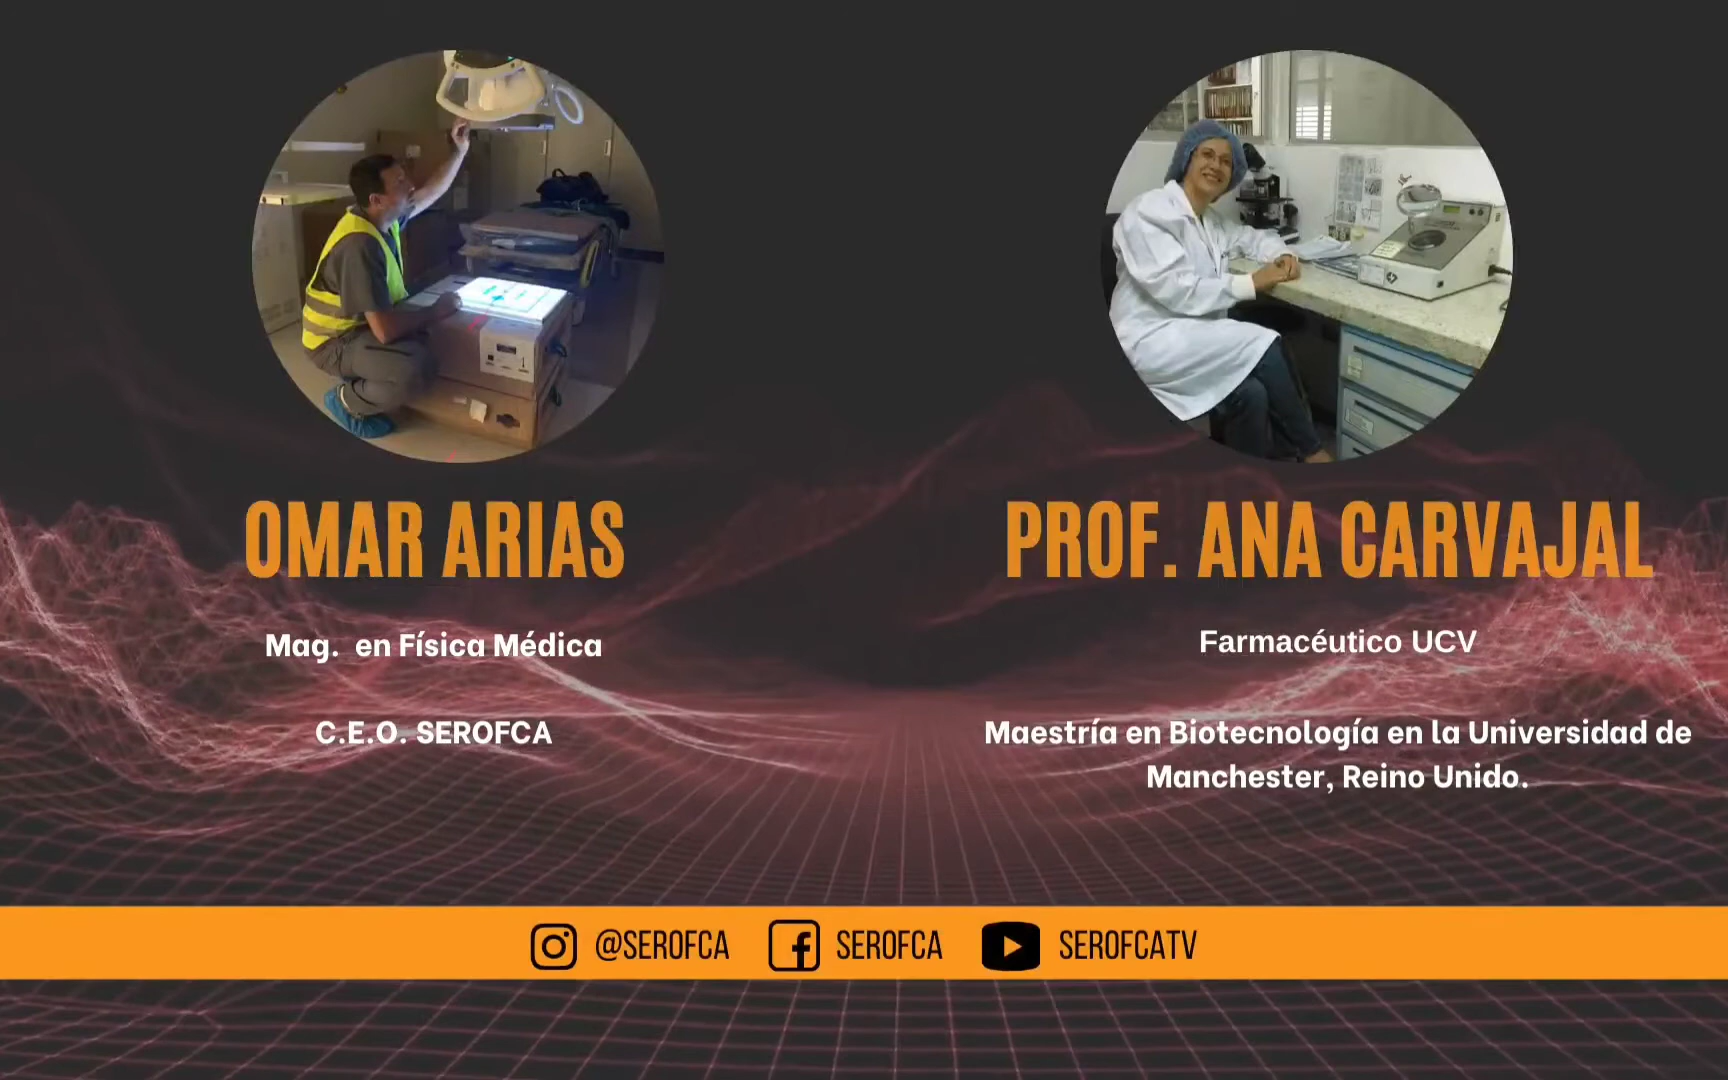 OMAR ARIAS
Mag. en Física Médica
C.E.O. SEROFCA
PROF. ANA CARVAJAL
Farmacéutico UCV
Maestría en Biotecnología en la Universidad de
Manchester, Reino Unido.
@SEROFCA
SEROFCA
SEROFCATV